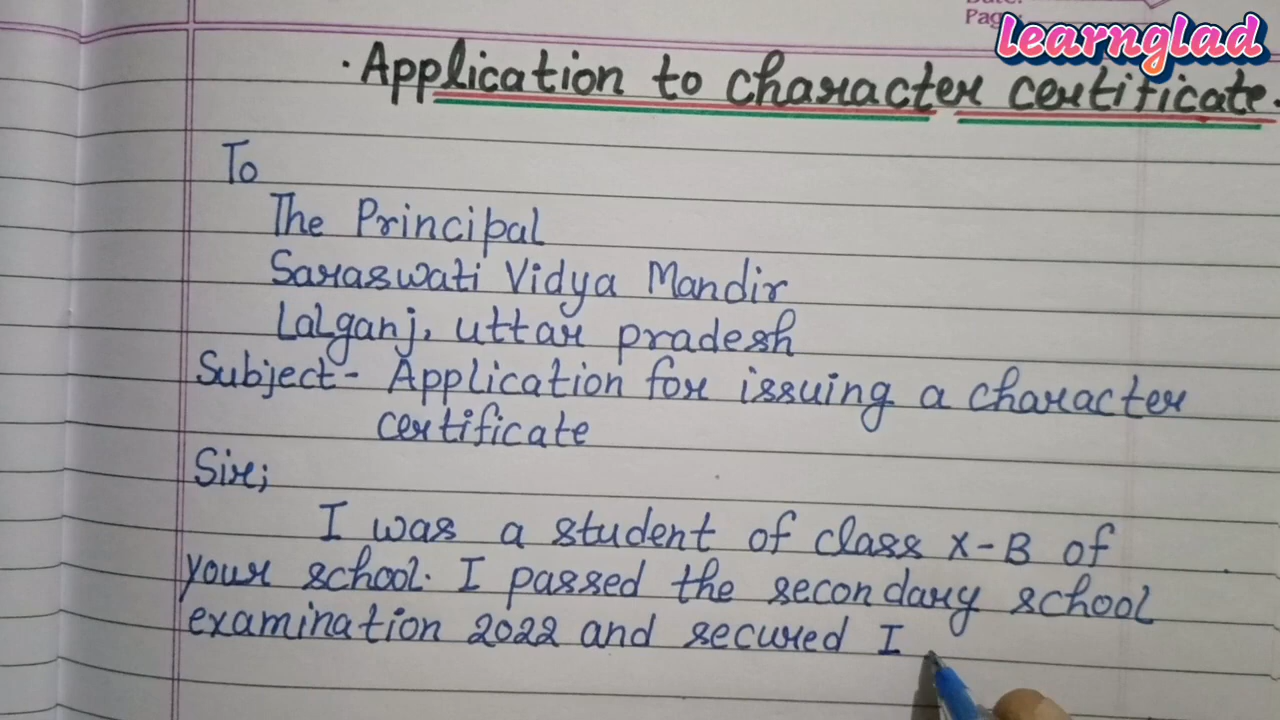 Pag
learnglad
. Application to character certificate.
To
The Principal
Saraswati Vidya Mandir
Lalganj, uttar pradesh
Subject- Application for issuing a character
certificate
Sir;
I was a student of class X-B of
your school. I passed the secondary school
examination 2022 and secured I